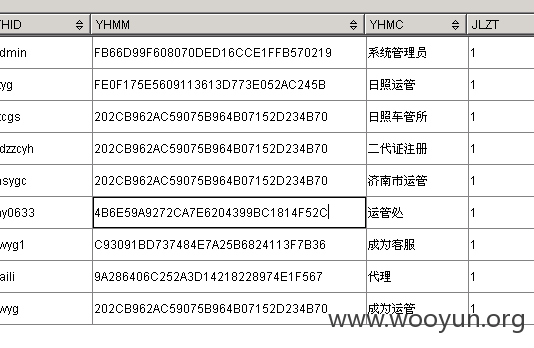 YHID YHMM YHMC JLZT
dmin FB66D99F608070DED16CCE1FFB570219 系统管理员 1
yg FE0F175E5609113613D773E052AC245B 日照运管 1
cgs 202CB962AC59075B964B07152D234B70 日照车管所 1
dzzcyh 202CB962AC59075B964B07152D234B70 二代证注册 1
sygc 202CB962AC59075B964B07152D234B70 济南市运管 1
y0633 4B6E59A9272CA7E6204399BC1814F52C 运管处 1
wyg1 C93091BD737484E7A25B6824113F7B36 成为客服 1
aili 9A286406C252A3D14218228974E1F567 代理 1
wyg 202CB962AC59075B964B07152D234B70 成为运管 1
www.wooyun.org